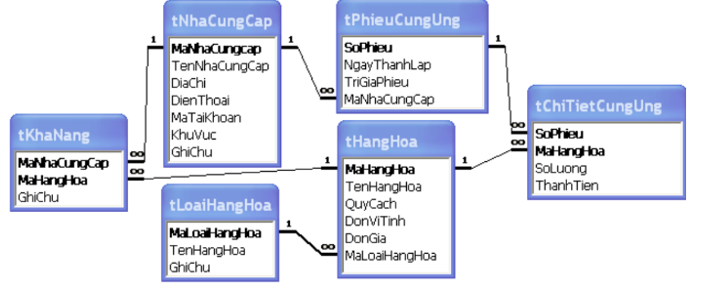 tNhaCungCap
MaNhaCungcap
TenNhaCungCap
DiaChi
DienThoai
MaTaiKhoan
KhuVuc
GhiChu
tPhieuCungUng
SoPhieu
NgayThanhLap
TriGiaPhieu
MaNhaCungCap
tChiTietCungUng
SoPhieu
MaHangHoa
SoLuong
ThanhTien
tKhaNang
MaNhaCungCap
MaHangHoa
GhiChu
tHangHoa
MaHangHoa
TenHangHoa
QuyCach
DonViTinh
DonGia
MaLoaiHangHoa
tLoaiHangHoa
MaLoaiHangHoa
TenHangHoa
GhiChu
1
∞
1
∞
1
∞
∞
1
∞
1
∞
1